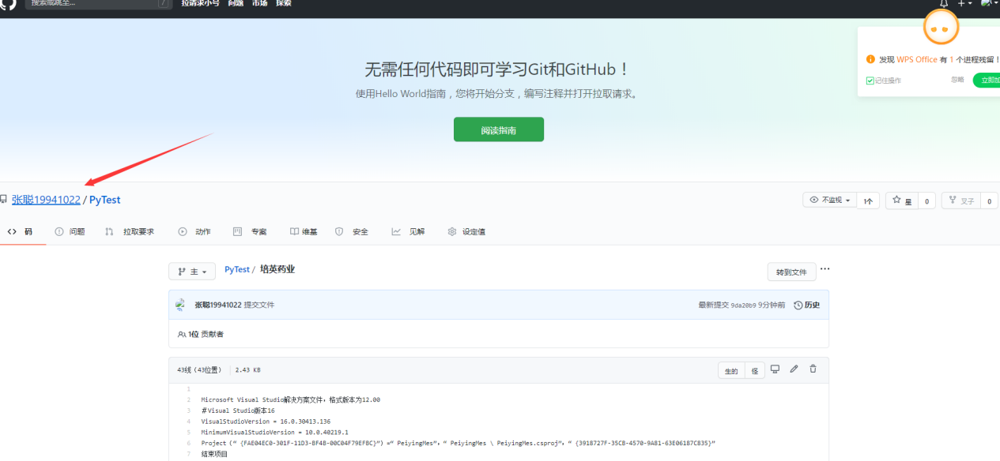 搜索或跳至... / 拉请求小号 问题 市场 探索
无需任何代码即可学习Git和GitHub！
使用Hello World指南，您将开始分支，编写注释并打开拉取请求。
阅读指南
发现 WPS Office 有 1 个进程残留！
记住操作 忽略 立即加
张聪19941022 / PyTest
不监视 1个 星 0 叉子 0
码 问题 拉取要求 动作 专案 维基 安全 见解 设定值
主 PyTest / 培英药业 转到文件 ...
张聪19941022 提交文件 最新提交 9da20b9 9分钟前 历史
1位 贡献者
43线（43位置） 2.43 KB 生的 怪
1
2 Microsoft Visual Studio解决方案文件，格式版本为12.00
3 ＃Visual Studio版本16
4 VisualStudioVersion = 16.0.30413.136
5 MinimumVisualStudioVersion = 10.0.40219.1
6 Project（“ {FAE04EC0-301F-11D3-BF4B-00C04F79EFBC}”）=“ PeiyingMes”，“ PeiyingMes \ PeiyingMes.csproj”，“ {3918727F-35CB-4570-9A81-63E06187C835}”
7 结束项目